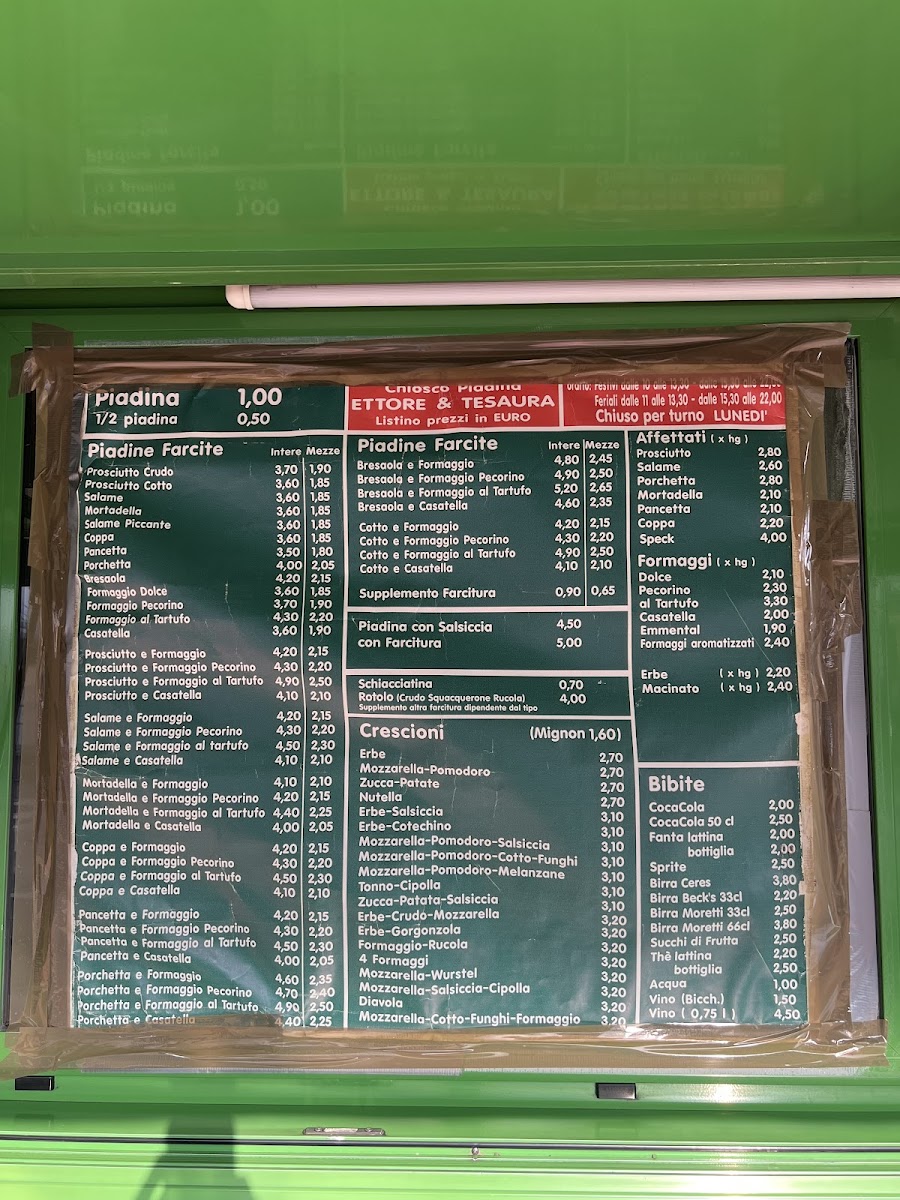 Piadina 1,00
1/2 piadina 0,50
Chiosco Piadina
ETTORE & TESAURA
Listino prezzi in EURO
Orario: Festivi dalle 10 alle 13,30 - dalle 15,30 alle 22,00
Feriali dalle 11 alle 13,30 - dalle 15,30 alle 22,00
Chiuso per turno LUNEDI'
Piadine Farcite Intere Mezze
Prosciutto Crudo 3,70 1,90
Prosciutto Cotto 3,60 1,85
Salame 3,60 1,85
Mortadella 3,60 1,85
Salame Piccante 3,60 1,85
Coppa 3,60 1,85
Pancetta 3,50 1,80
Porchetta 4,00 2,05
Bresaola 4,20 2,15
Formaggio Dolce 3,60 1,85
Formaggio Pecorino 3,70 1,90
Formaggio al Tartufo 4,30 2,20
Casatella 3,60 1,90
Prosciutto e Formaggio 4,20 2,15
Prosciutto e Formaggio Pecorino 4,30 2,20
Prosciutto e Formaggio al Tartufo 4,90 2,50
Prosciutto e Casatella 4,10 2,10
Salame e Formaggio 4,20 2,15
Salame e Formaggio Pecorino 4,30 2,20
Salame e Formaggio al tartufo 4,50 2,30
Salame e Casatella 4,10 2,10
Mortadella e Formaggio 4,10 2,10
Mortadella e Formaggio Pecorino 4,20 2,15
Mortadella e Formaggio al Tartufo 4,40 2,25
Mortadella e Casatella 4,00 2,05
Coppa e Formaggio 4,20 2,15
Coppa e Formaggio Pecorino 4,30 2,20
Coppa e Formaggio al Tartufo 4,50 2,30
Coppa e Casatella 4,10 2,10
Pancetta e Formaggio 4,20 2,15
Pancetta e Formaggio Pecorino 4,30 2,20
Pancetta e Formaggio al Tartufo 4,50 2,30
Pancetta e Casatella 4,00 2,05
Porchetta e Formaggio 4,60 2,35
Porchetta e Formaggio Pecorino 4,70 2,40
Porchetta e Formaggio al Tartufo 4,90 2,50
Porchetta e Casatella 4,40 2,25
Piadine Farcite Intere Mezze
Bresaola e Formaggio 4,80 2,45
Bresaola e Formaggio Pecorino 4,90 2,50
Bresaola e Formaggio al Tartufo 5,20 2,65
Bresaola e Casatella 4,60 2,35
Cotto e Formaggio 4,20 2,15
Cotto e Formaggio Pecorino 4,30 2,20
Cotto e Formaggio al Tartufo 4,90 2,50
Cotto e Casatella 4,10 2,10
Supplemento Farcitura 0,90 0,65
Piadina con Salsiccia 4,50
con Farcitura 5,00
Schiacciatina 0,70
Rotolo (Crudo Squacquerone Rucola) 4,00
Supplemento altra farcitura dipendente dal tipo
Crescioni (Mignon 1,60)
Erbe 2,70
Mozzarella-Pomodoro 2,70
Zucca-Patate 2,70
Nutella 2,70
Erbe-Salsiccia 3,10
Erbe-Cotechino 3,10
Mozzarella-Pomodoro-Salsiccia 3,10
Mozzarella-Pomodoro-Cotto-Funghi 3,10
Mozzarella-Pomodoro-Melanzane 3,10
Tonno-Cipolla 3,10
Zucca-Patata-Salsiccia 3,10
Erbe-Crudo-Mozzarella 3,20
Erbe-Gorgonzola 3,20
Formaggio-Rucola 3,20
4 Formaggi 3,20
Mozzarella-Wurstel 3,20
Mozzarella-Salsiccia-Cipolla 3,20
Diavola 3,20
Mozzarella-Cotto-Funghi-Formaggio 3,20
Affettati ( x hg )
Prosciutto 2,80
Salame 2,60
Porchetta 2,80
Mortadella 2,10
Pancetta 2,10
Coppa 2,20
Speck 4,00
Formaggi ( x hg )
Dolce 2,10
Pecorino 2,30
al Tartufo 3,30
Casatella 2,00
Emmental 1,90
Formaggi aromatizzati 2,40
Erbe ( x hg ) 2,20
Macinato ( x hg ) 2,40
Bibite
CocaCola 2,00
CocaCola 50 cl 2,50
Fanta lattina 2,00
bottiglia 2,00
Sprite 2,50
Birra Ceres 3,80
Birra Beck's 33cl 2,20
Birra Moretti 33cl 2,50
Birra Moretti 66cl 3,80
Succhi di Frutta 2,50
Thè lattina 2,20
bottiglia 2,50
Acqua 1,00
Vino (Bicch.) 1,50
Vino ( 0,75 l ) 4,50